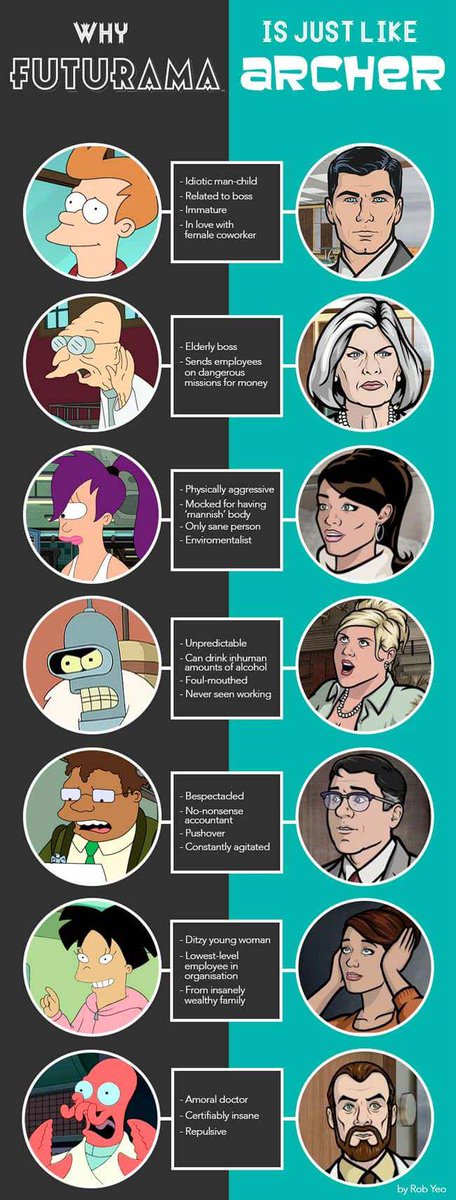 WHY
FUTURAMA
IS JUST LIKE
ARCHER
- Idiotic man-child
- Related to boss
- Immature
- In love with
female coworker
- Elderly boss
- Sends employees
on dangerous
missions for money
- Physically aggressive
- Mocked for having
'mannish' body
- Only sane person
- Enviromentalist
- Unpredictable
- Can drink inhuman
amounts of alcohol
- Foul-mouthed
- Never seen working
- Bespectacled
- No-nonsense
accountant
- Pushover
- Constantly agitated
- Ditzy young woman
- Lowest-level
employee in
organisation
- From insanely
wealthy family
- Amoral doctor
- Certifiably insane
- Repulsive
by Rob Yeo